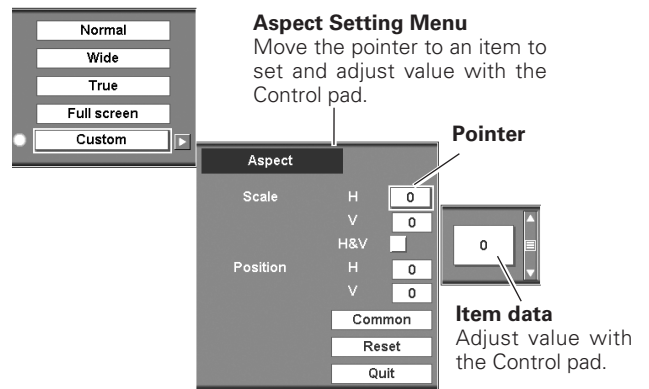 Normal
Wide
True
Full screen
Custom
Aspect Setting Menu
Move the pointer to an item to
set and adjust value with the
Control pad.
Pointer
Aspect
Scale H 0
V 0
H&V
Position H 0
V 0
Common
Reset
Quit
0
Item data
Adjust value with
the Control pad.